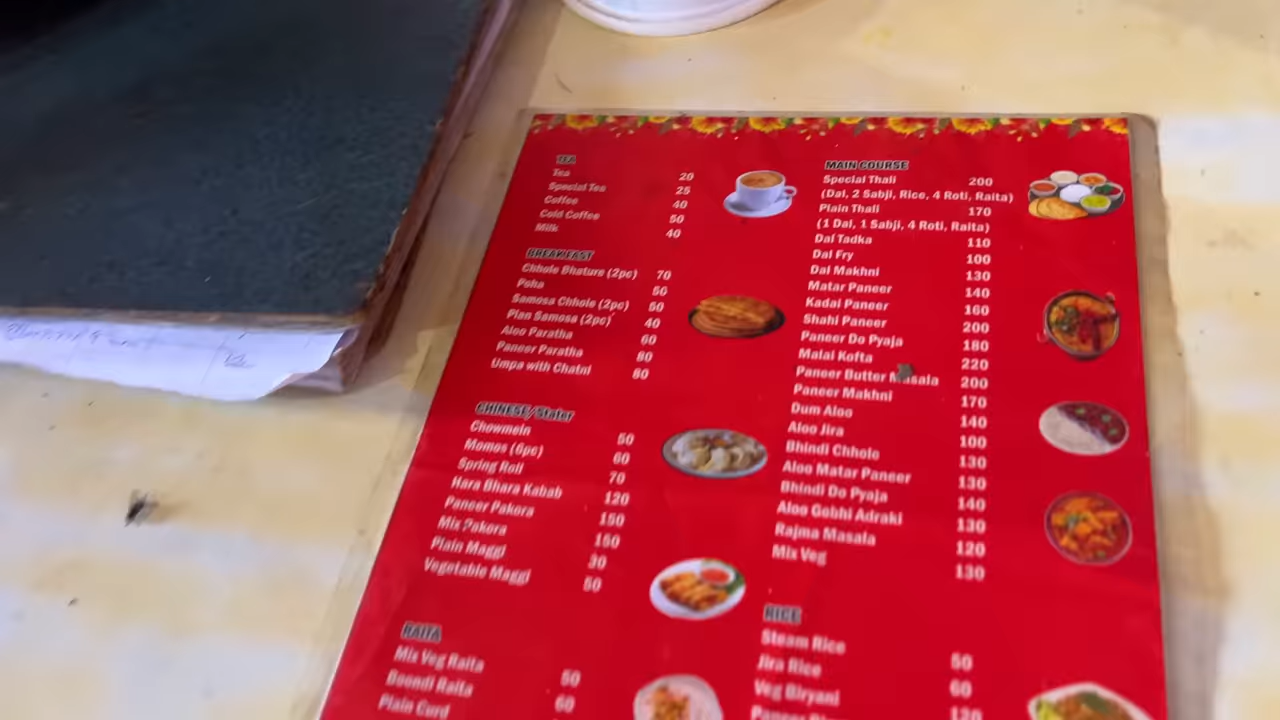 TEA
Tea 20
Special Tea 25
Coffee 40
Cold Coffee 50
Milk 40
BREAKFAST
Chhole Bhature (2pc) 70
Poha 50
Samosa Chhole (2pc) 50
Plan Samosa (2pc) 40
Aloo Paratha 60
Paneer Paratha 80
Umpa with Chatni 80
CHINESE/Stater
Chowmein 50
Momos (6pc) 60
Spring Roll 70
Hara Bhara Kabab 120
Paneer Pakora 150
Mix Pakora 150
Plain Maggi 30
Vegetable Maggi 50
RAITA
Mix Veg Raita 50
Boondi Raita 60
Plain Curd
MAIN COURSE
Special Thali 200
(Dal, 2 Sabji, Rice, 4 Roti, Raita)
Plain Thali 170
(1 Dal, 1 Sabji, 4 Roti, Raita)
Dal Tadka 110
Dal Fry 100
Dal Makhni 130
Matar Paneer 140
Kadai Paneer 160
Shahi Paneer 200
Paneer Do Pyaja 180
Malai Kofta 220
Paneer Butter Masala 200
Paneer Makhni 170
Dum Aloo 140
Aloo Jira 100
Bhindi Chhole 130
Aloo Matar Paneer 130
Bhindi Do Pyaja 140
Aloo Gobhi Adraki 130
Rajma Masala 120
Mix Veg 130
RICE
Steam Rice 50
Jira Rice 60
Veg Biryani 120
Paneer